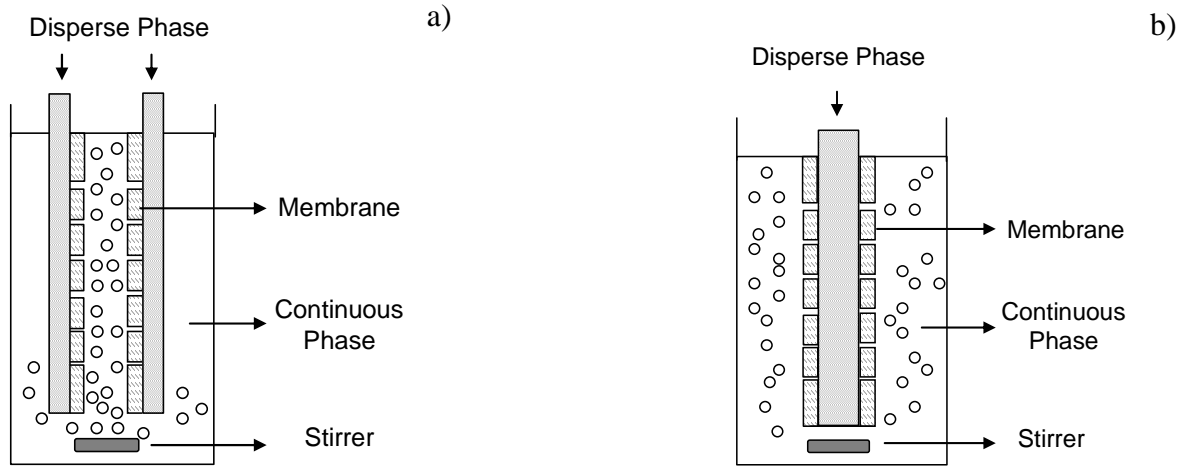 a)
Disperse Phase
Membrane
Continuous
Phase
Stirrer
b)
Disperse Phase
Membrane
Continuous
Phase
Stirrer